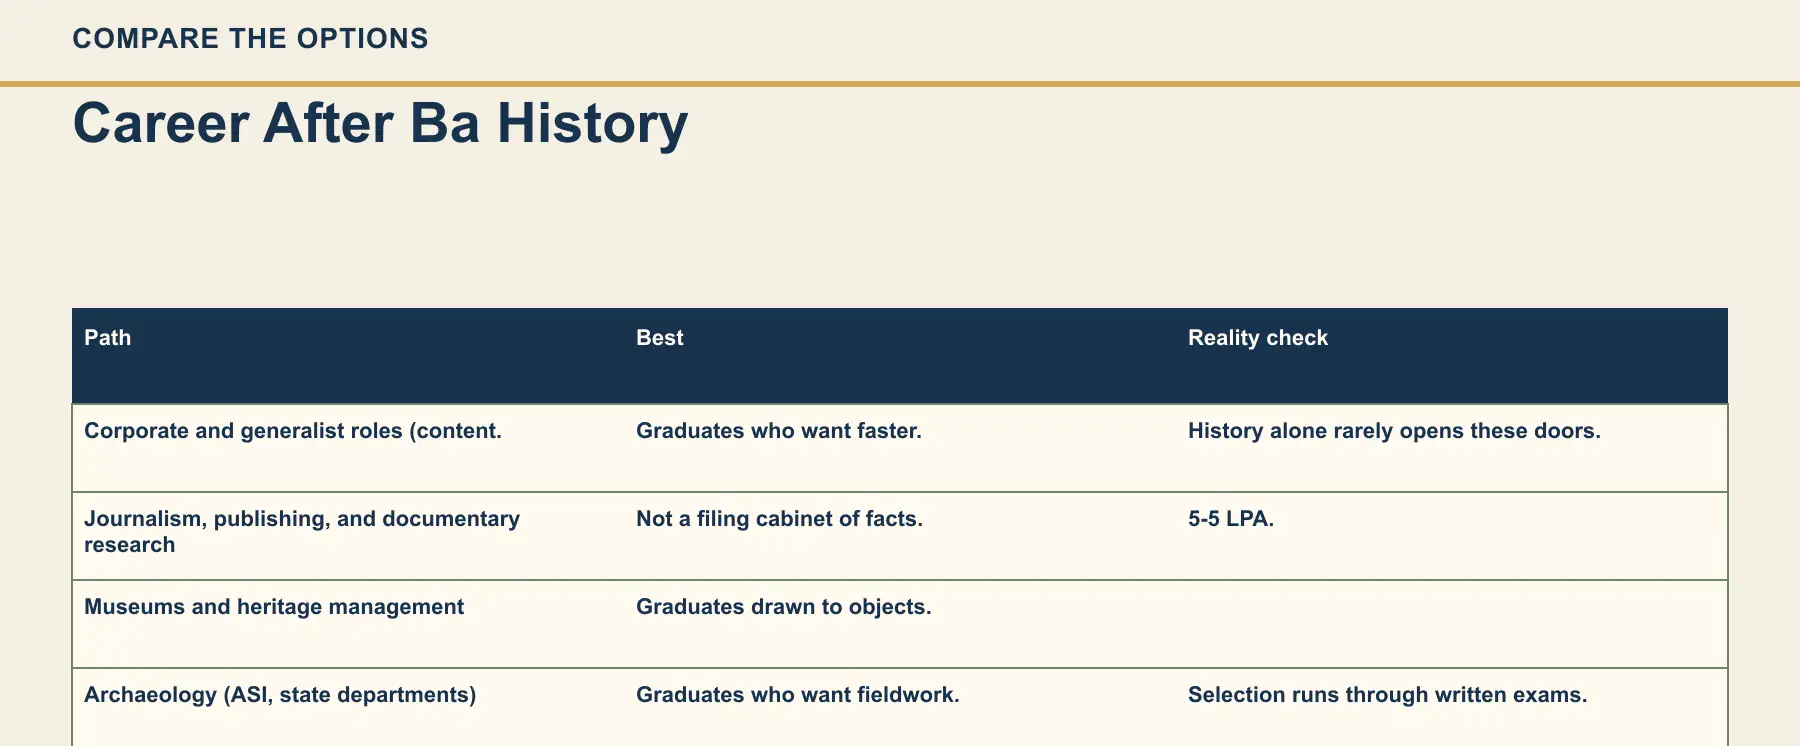 COMPARE THE OPTIONS
Career After Ba History
Path Best Reality check
Corporate and generalist roles (content. Graduates who want faster. History alone rarely opens these doors.
Journalism, publishing, and documentary Not a filing cabinet of facts. 5-5 LPA.
research
Museums and heritage management Graduates drawn to objects.
Archaeology (ASI, state departments) Graduates who want fieldwork. Selection runs through written exams.